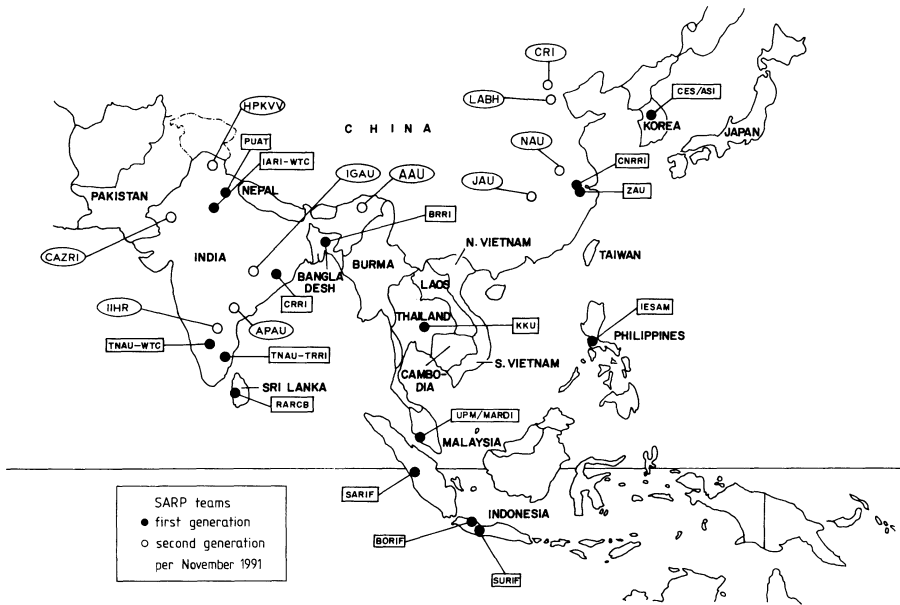 CRI
LABH
CES/ASI
HPKVV
C H I N A
KOREA
JAPAN
PUAT
NAU
IARI-WTC
IGAU
AAU
CNRRI
JAU
ZAU
NEPAL
PAKISTAN
BRRI
CAZRI
INDIA
N. VIETNAM
TAIWAN
BURMA
BANGLA
DESH
LAOS
CRRI
IIHR
APAU
THAILAND
KKU
IESAM
PHILIPPINES
TNAU-WTC
TNAU-TRRI
S. VIETNAM
CAMBO-
DIA
SRI LANKA
RARCB
UPM/MARDI
MALAYSIA
SARIF
INDONESIA
BORIF
SURIF
SARP teams
first generation
second generation
per November 1991